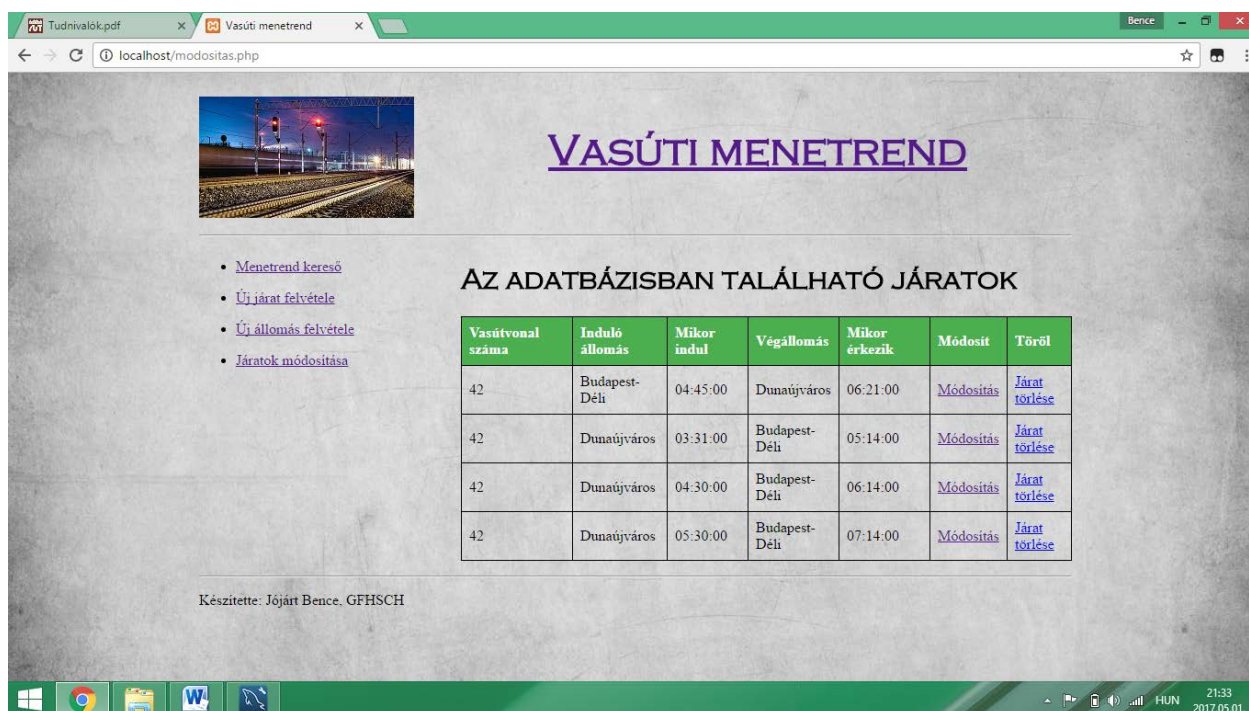 Tudnivalók.pdf
Vasúti menetrend
Bence
localhost/modositas.php
Vasúti menetrend
Menetrend kereső
Új járat felvétele
Új állomás felvétele
Járatok módosítása
Az adatbázisban található járatok
Vasútvonal száma Induló állomás Mikor indul Végállomás Mikor érkezik Módosít Töröl
42 Budapest-Déli 04:45:00 Dunaújváros 06:21:00 Módosítás Járat törlése
42 Dunaújváros 03:31:00 Budapest-Déli 05:14:00 Módosítás Járat törlése
42 Dunaújváros 04:30:00 Budapest-Déli 06:14:00 Módosítás Járat törlése
42 Dunaújváros 05:30:00 Budapest-Déli 07:14:00 Módosítás Járat törlése
Készítette: Jójárt Bence, GFHSCH
HUN
21:33
2017.05.01